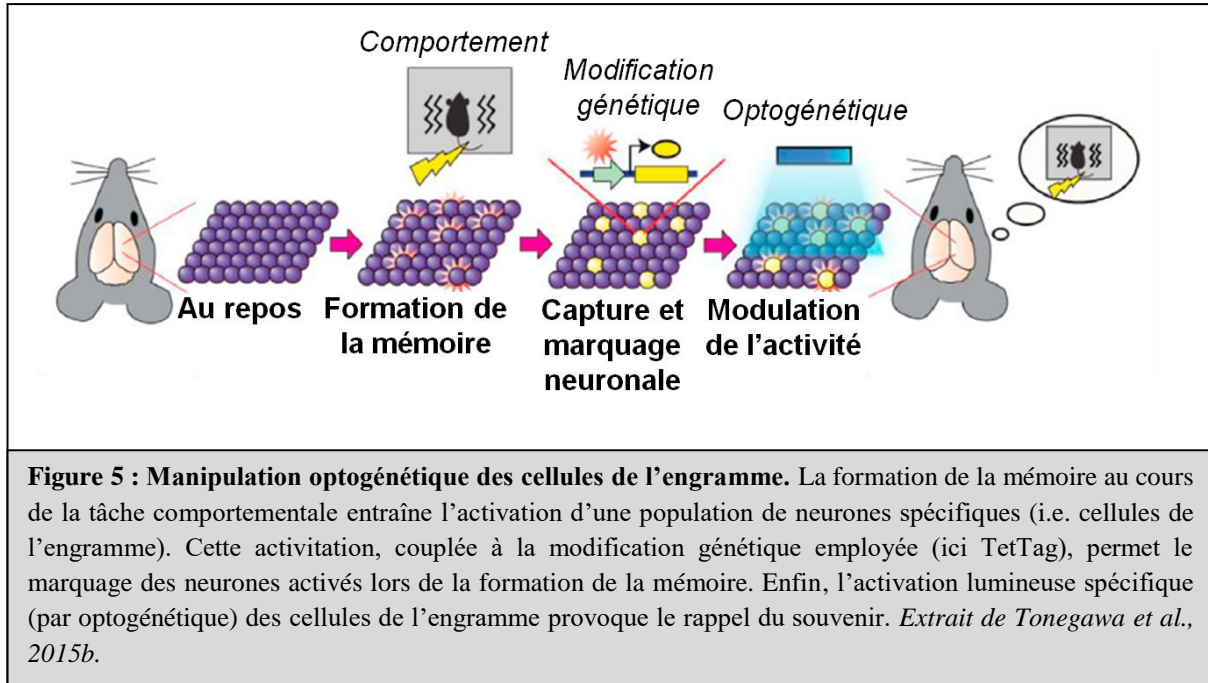 Comportement
Modification
génétique
Optogénétique
Au repos
Formation de
la mémoire
Capture et
marquage
neuronale
Modulation
de l'activité
Figure 5 : Manipulation optogénétique des cellules de l'engramme. La formation de la mémoire au cours
de la tâche comportementale entraîne l'activation d'une population de neurones spécifiques (i.e. cellules de
l'engramme). Cette activitation, couplée à la modification génétique employée (ici TetTag), permet le
marquage des neurones activés lors de la formation de la mémoire. Enfin, l'activation lumineuse spécifique
(par optogénétique) des cellules de l'engramme provoque le rappel du souvenir. Extrait de Tonegawa et al.,
2015b.